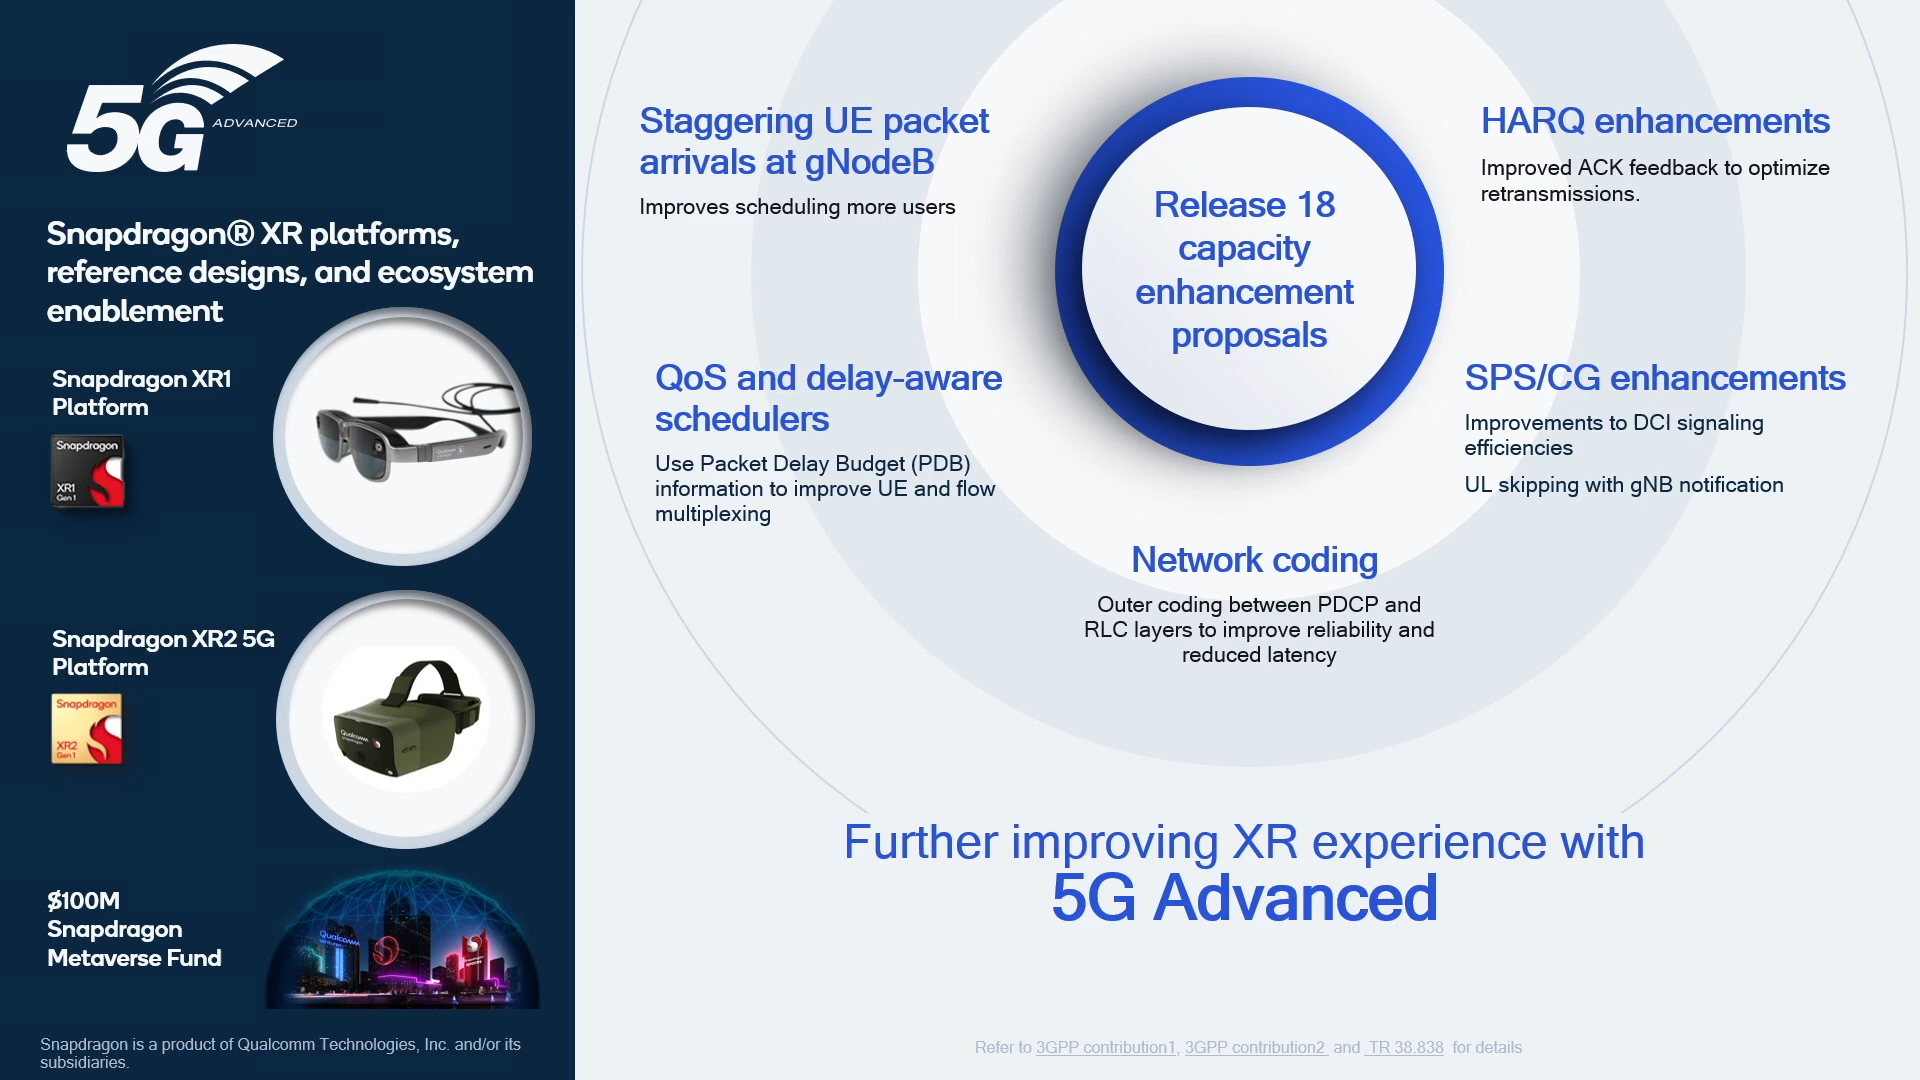 5G ADVANCED
Snapdragon® XR platforms,
reference designs, and ecosystem
enablement
Snapdragon XR1
Platform
Snapdragon
XR1
Gen 1
Snapdragon XR2 5G
Platform
Snapdragon
XR2
Gen 1
Qualcomm
snapdragon
$100M
Snapdragon
Metaverse Fund
Qualcomm
ventures
Snapdragon
spaces
Snapdragon is a product of Qualcomm Technologies, Inc. and/or its
subsidiaries.
Staggering UE packet
arrivals at gNodeB
Improves scheduling more users
QoS and delay-aware
schedulers
Use Packet Delay Budget (PDB)
information to improve UE and flow
multiplexing
Release 18
capacity
enhancement
proposals
Network coding
Outer coding between PDCP and
RLC layers to improve reliability and
reduced latency
HARQ enhancements
Improved ACK feedback to optimize
retransmissions.
SPS/CG enhancements
Improvements to DCI signaling
efficiencies
UL skipping with gNB notification
Further improving XR experience with
5G Advanced
Refer to 3GPP contribution1, 3GPP contribution2 and TR 38.838 for details